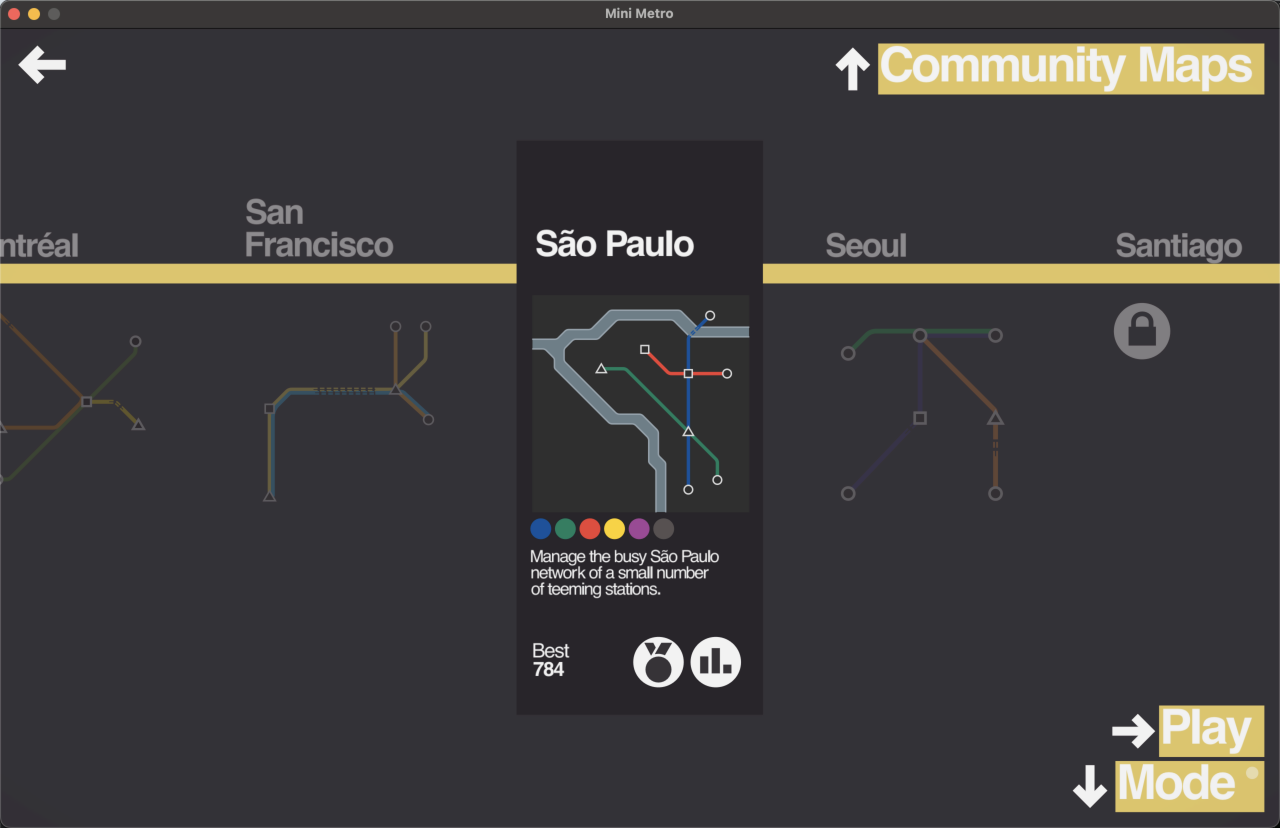 Mini Metro
Community Maps
ntréal
San
Francisco
São Paulo
Seoul
Santiago
Manage the busy São Paulo
network of a small number
of teeming stations.
Best
784
Play
Mode